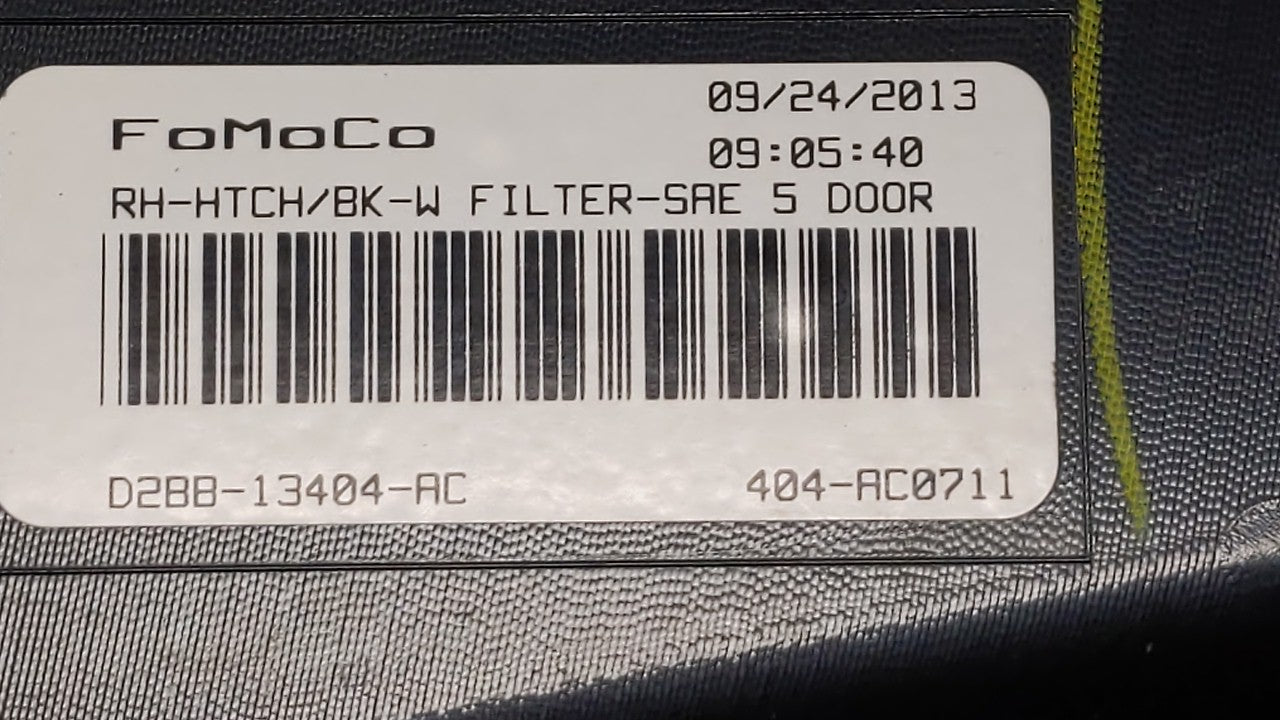 FoMoCo
09/24/2013
09:05:40
RH-HTCH/BK-W FILTER-SAE 5 DOOR
D2BB-13404-AC
404-AC0711